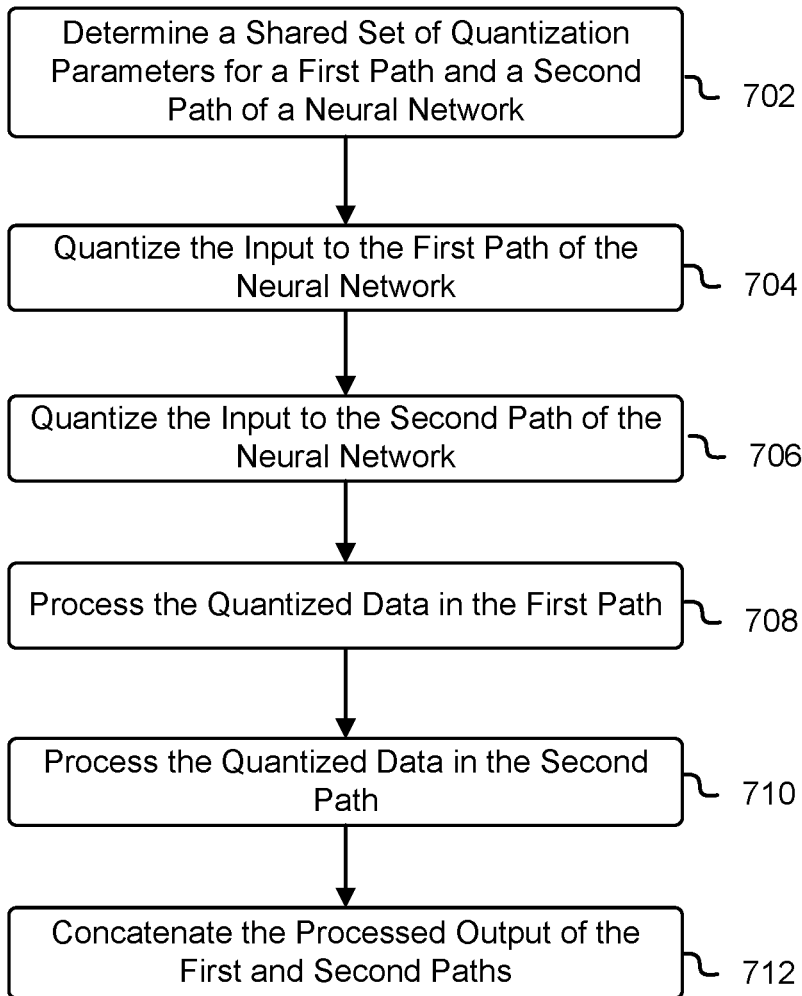 Determine a Shared Set of Quantization
Parameters for a First Path and a Second
Path of a Neural Network
702
Quantize the Input to the First Path of the
Neural Network
704
Quantize the Input to the Second Path of the
Neural Network
706
Process the Quantized Data in the First Path
708
Process the Quantized Data in the Second
Path
710
Concatenate the Processed Output of the
First and Second Paths
712